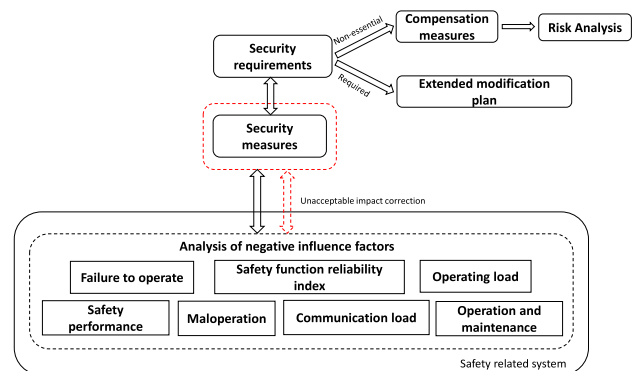 Non-essential
Compensation
measures
Risk Analysis
Security
requirements
Required
Extended modification
plan
Security
measures
Unacceptable impact correction
Analysis of negative influence factors
Failure to operate
Safety function reliability
index
Operating load
Safety
performance
Maloperation
Communication load
Operation and
maintenance
Safety related system